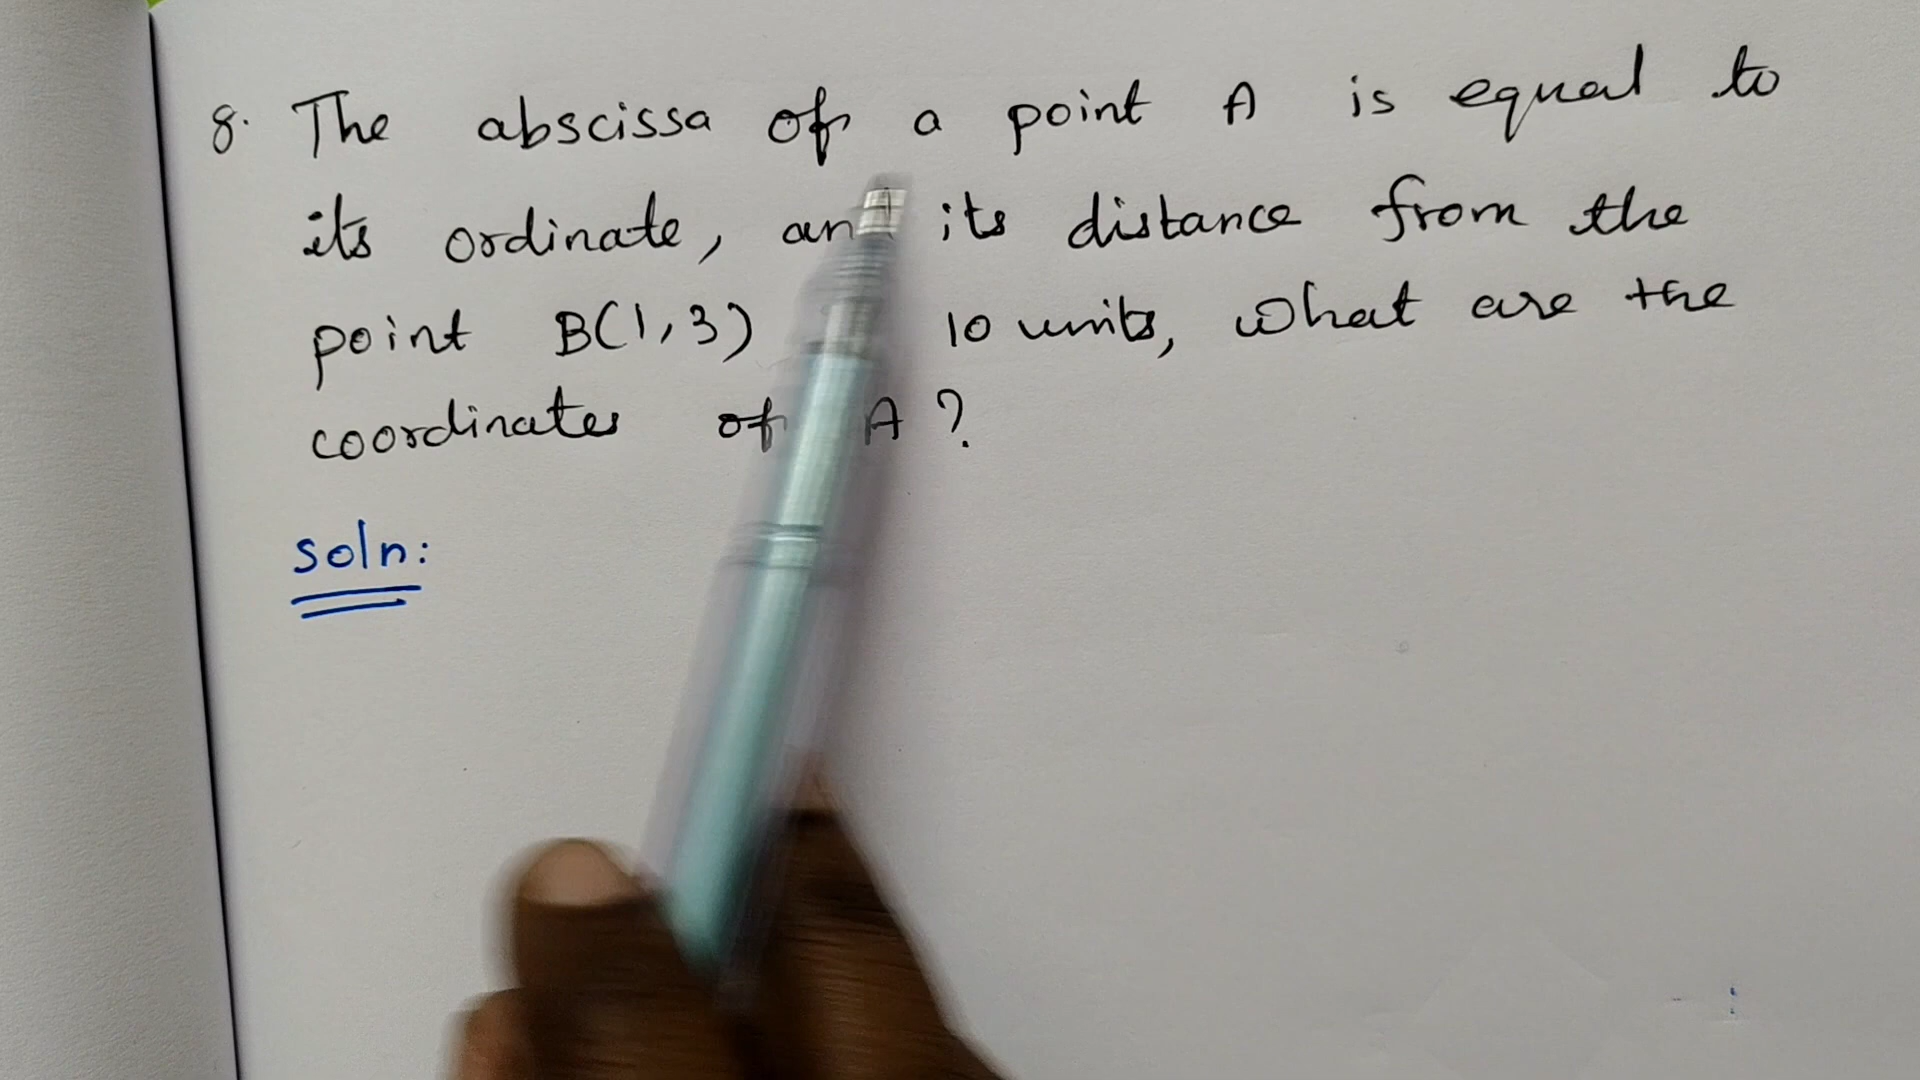 8. The abscissa of a point A is equal to
its ordinate, and its distance from the
point B(1,3) 10 units, what are the
coordinates of A?
soln: